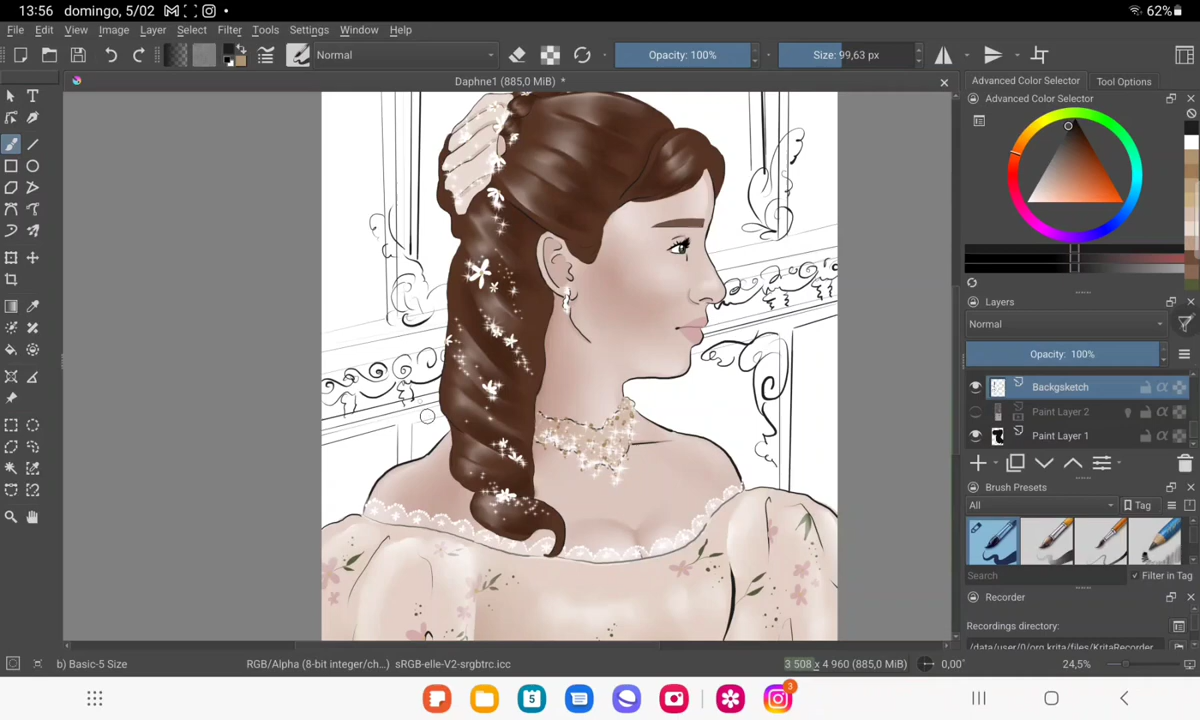 13:56 domingo, 5/02 62%
File Edit View Image Layer Select Filter Tools Settings Window Help
Normal Opacity: 100% Size: 99,63 px
Daphne1 (885,0 MiB) *
Advanced Color Selector Tool Options
Advanced Color Selector
Layers
Normal
Opacity: 100%
Backgsketch
Paint Layer 2
Paint Layer 1
Brush Presets
All Tag
Search Filter in Tag
Recorder
Recordings directory:
/data/user/0/org.krita/files/KritaRecorder
b) Basic-5 Size RGB/Alpha (8-bit integer/ch...) sRGB-elle-V2-srgbtrc.icc 3 508 x 4 960 (885,0 MiB) 0,00° 24,5%
5
3